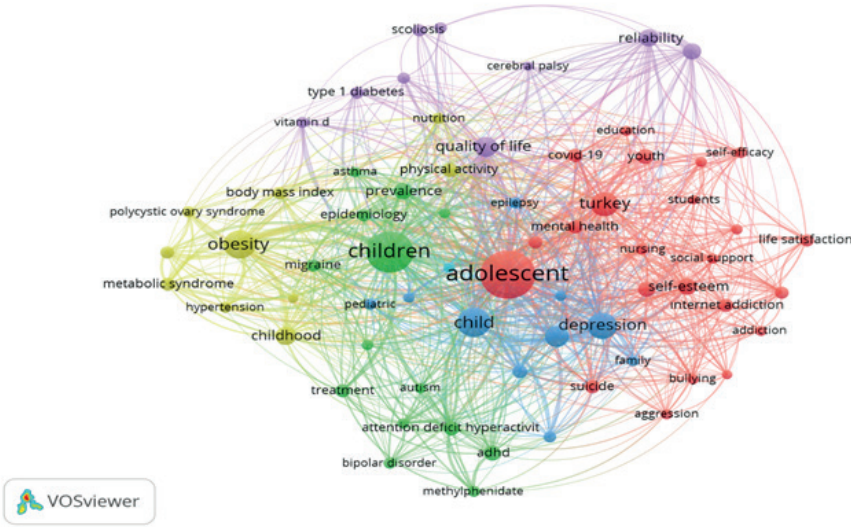 scoliosis
reliability
cerebral palsy
type 1 diabetes
vitamin d
nutrition
education
quality of life
covid-19
youth
self-efficacy
asthma
physical activity
body mass index
prevalence
epilepsy
students
polycystic ovary syndrome
epidemiology
turkey
mental health
obesity
children
nursing
life satisfaction
social support
migraine
adolescent
metabolic syndrome
self-esteem
hypertension
pediatric
internet addiction
childhood
child
depression
addiction
family
treatment
autism
suicide
bullying
aggression
attention deficit hyperactivit
adhd
bipolar disorder
methylphenidate
VOSviewer